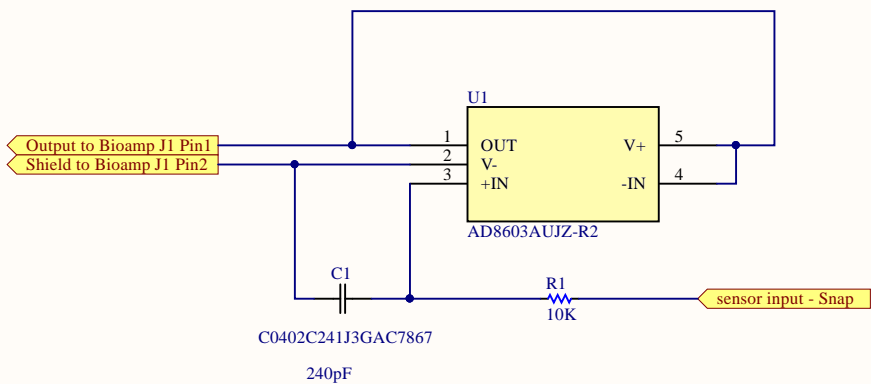 U1
Output to Bioamp J1 Pin1
1
OUT
V+
5
Shield to Bioamp J1 Pin2
2
V-
3
+IN
-IN
4
AD8603AUJZ-R2
C1
R1
sensor input - Snap
10K
C0402C241J3GAC7867
240pF